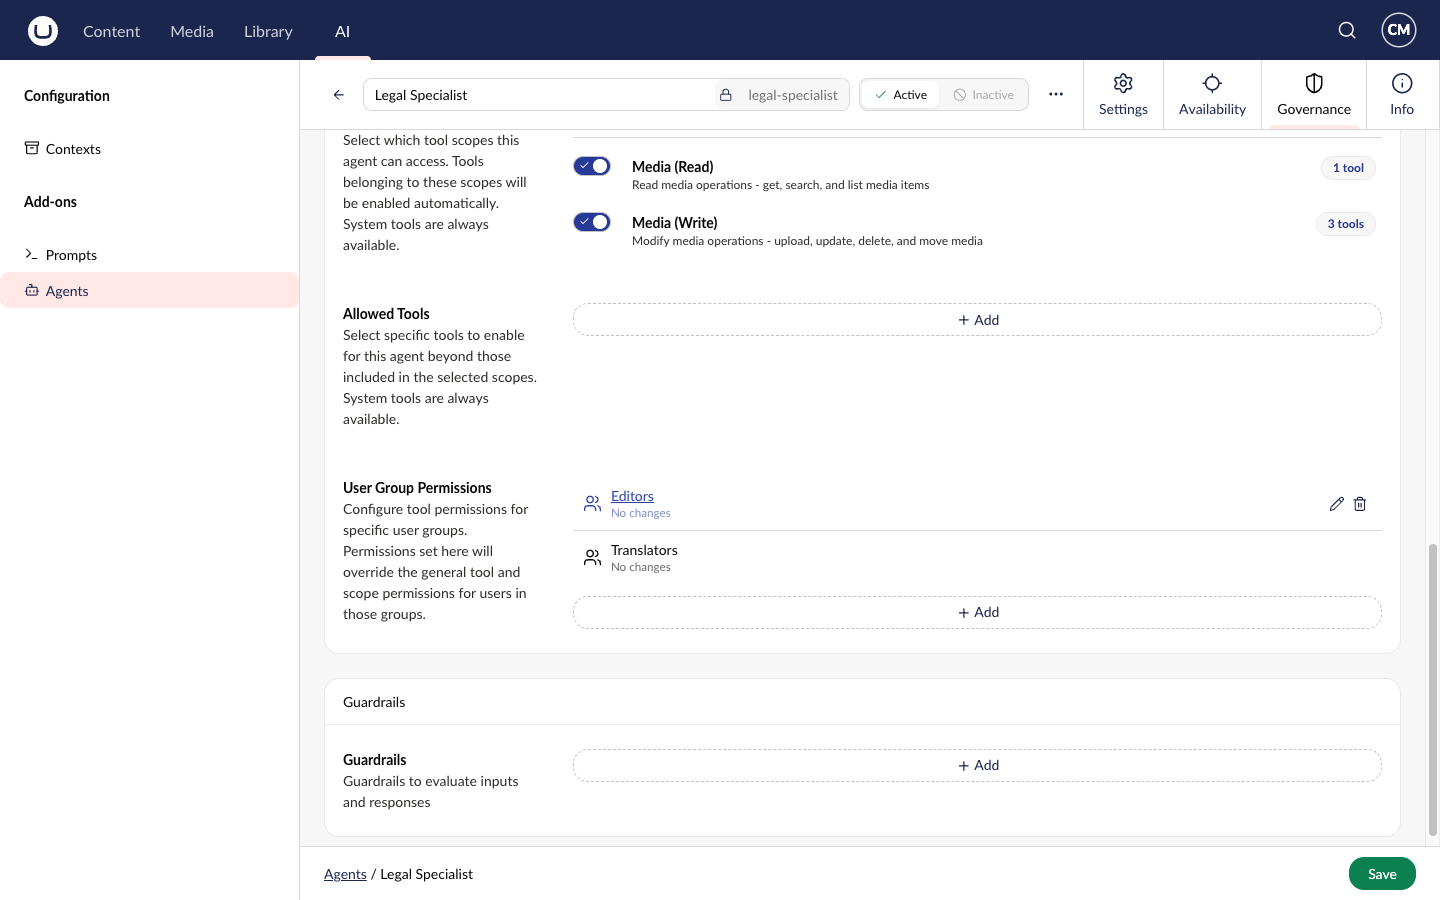 Content
Media
Library
AI
CM
Configuration
Contexts
Add-ons
Prompts
Agents
Legal Specialist
legal-specialist
Active
Inactive
Settings
Availability
Governance
Info
Select which tool scopes this
agent can access. Tools
belonging to these scopes will
be enabled automatically.
System tools are always
available.
Media (Read)
Read media operations - get, search, and list media items
1 tool
Media (Write)
Modify media operations - upload, update, delete, and move media
3 tools
Allowed Tools
Select specific tools to enable
for this agent beyond those
included in the selected scopes.
System tools are always
available.
+ Add
User Group Permissions
Configure tool permissions for
specific user groups.
Permissions set here will
override the general tool and
scope permissions for users in
those groups.
Editors
No changes
Translators
No changes
+ Add
Guardrails
Guardrails
Guardrails to evaluate inputs
and responses
+ Add
Agents / Legal Specialist
Save